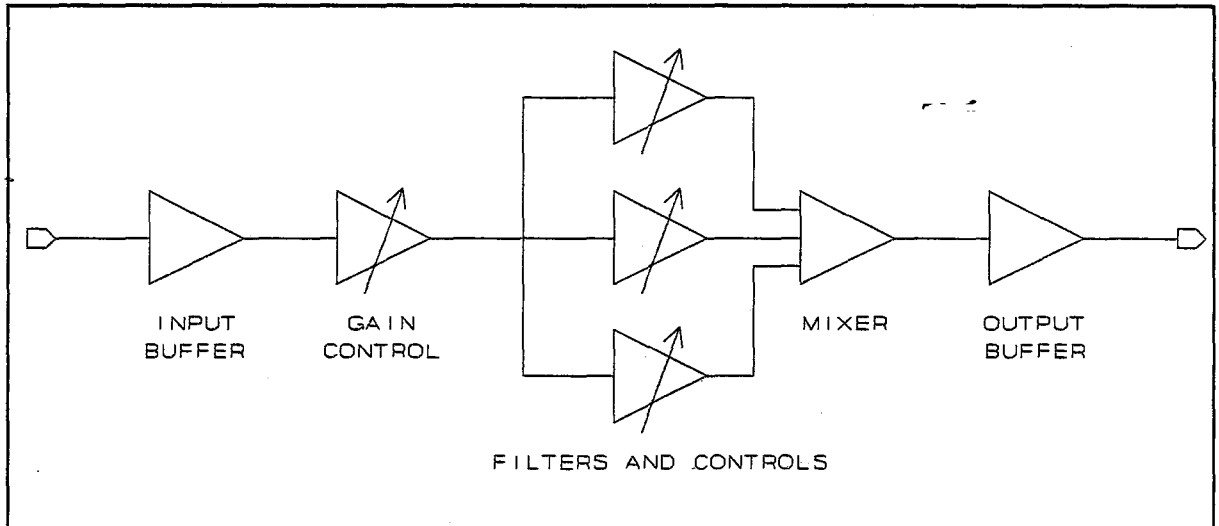 INPUT
BUFFER
GAIN
CONTROL
MIXER
OUTPUT
BUFFER
FILTERS AND CONTROLS